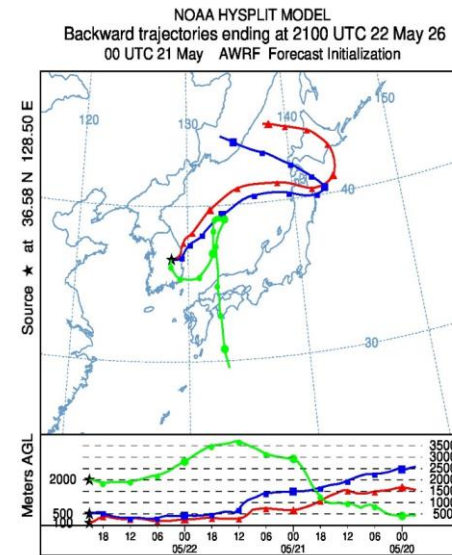 NOAA HYSPLIT MODEL
Backward trajectories ending at 2100 UTC 22 May 26
00 UTC 21 May AWRF Forecast Initialization
Source ★ at 36.58 N 128.50 E
120
130
140
150
40
30
Meters AGL
2000
500
100
3500
3000
2500
2000
1500
1000
500
18 12 06 00 18 12 06 00 18 12 06 00
05/22 05/21 05/20